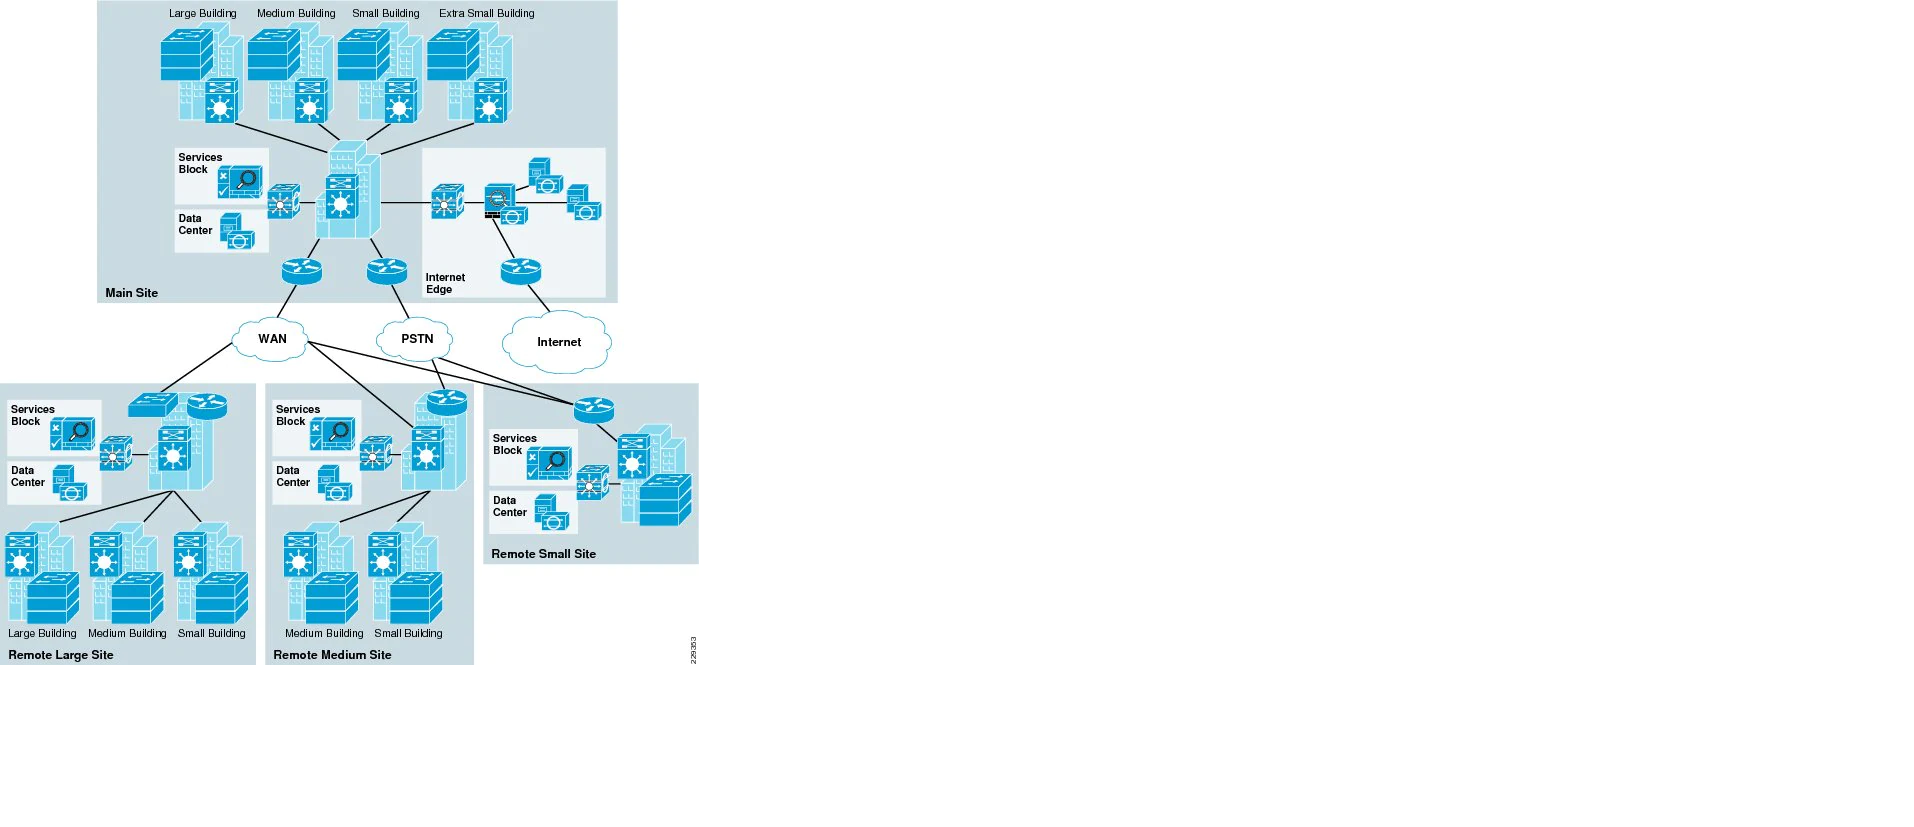 Large Building
Medium Building
Small Building
Extra Small Building
Services
Block
Data
Center
Internet
Edge
Main Site
WAN
PSTN
Internet
Services
Block
Data
Center
Large Building
Medium Building
Small Building
Remote Large Site
Services
Block
Data
Center
Medium Building
Small Building
Remote Medium Site
Services
Block
Data
Center
Remote Small Site
229353